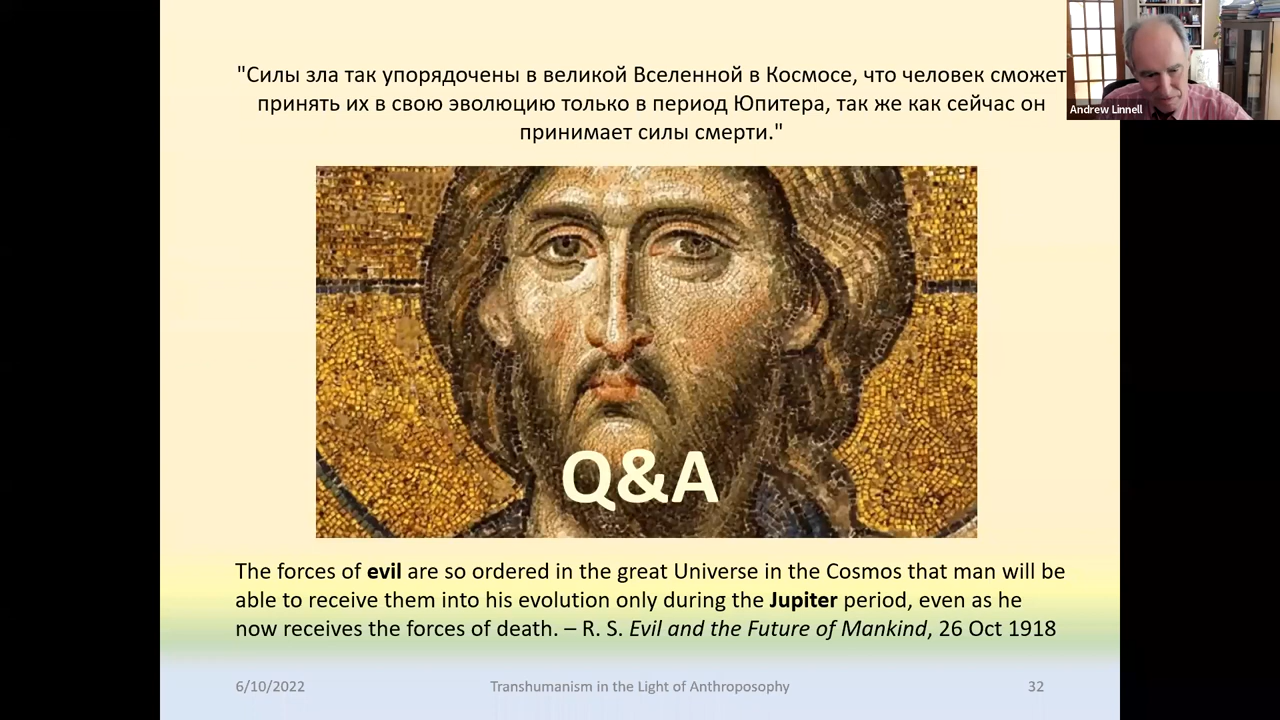 "Силы зла так упорядочены в великой Вселенной в Космосе, что человек сможет
принять их в свою эволюцию только в период Юпитера, так же как сейчас он
принимает силы смерти."
Andrew Linnell
Q&A
The forces of evil are so ordered in the great Universe in the Cosmos that man will be
able to receive them into his evolution only during the Jupiter period, even as he
now receives the forces of death. – R. S. Evil and the Future of Mankind, 26 Oct 1918
6/10/2022
Transhumanism in the Light of Anthroposophy
32